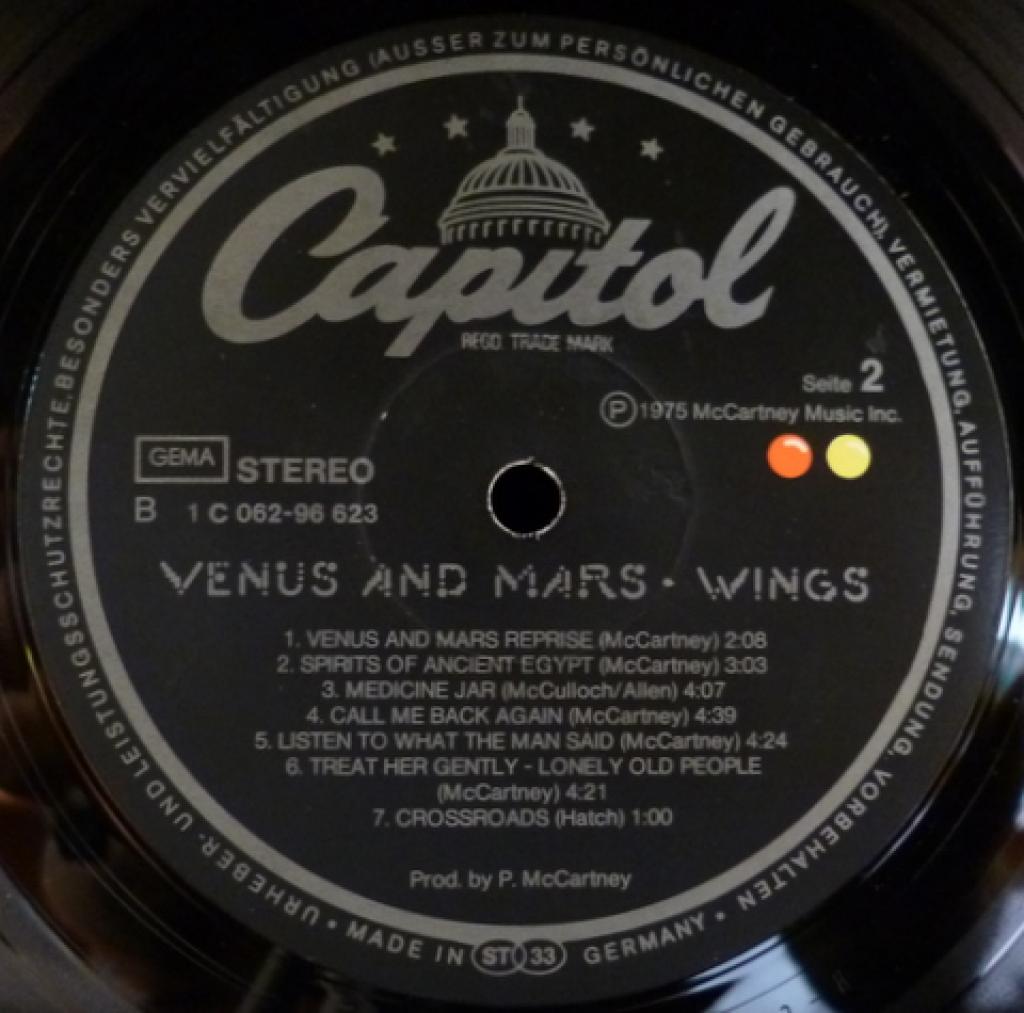 URHEBER- UND LEISTUNGSSCHUTZRECHTE, BESONDERS VERVIELFÄLTIGUNG (AUSSER ZUM PERSÖNLICHEN GEBRAUCH), VERMIETUNG, AUFFÜHRUNG, SENDUNG, VORBEHALTEN •
Capitol
REGD. TRADE MARK
Seite 2
Ⓟ 1975 McCartney Music Inc.
GEMA STEREO
B 1 C 062-96 623
VENUS AND MARS • WINGS
1. VENUS AND MARS REPRISE (McCartney) 2:08
2. SPIRITS OF ANCIENT EGYPT (McCartney) 3:03
3. MEDICINE JAR (McCulloch/Allen) 4:07
4. CALL ME BACK AGAIN (McCartney) 4:39
5. LISTEN TO WHAT THE MAN SAID (McCartney) 4:24
6. TREAT HER GENTLY - LONELY OLD PEOPLE
(McCartney) 4:21
7. CROSSROADS (Hatch) 1:00
Prod. by P. McCartney
• MADE IN ST 33 GERMANY •